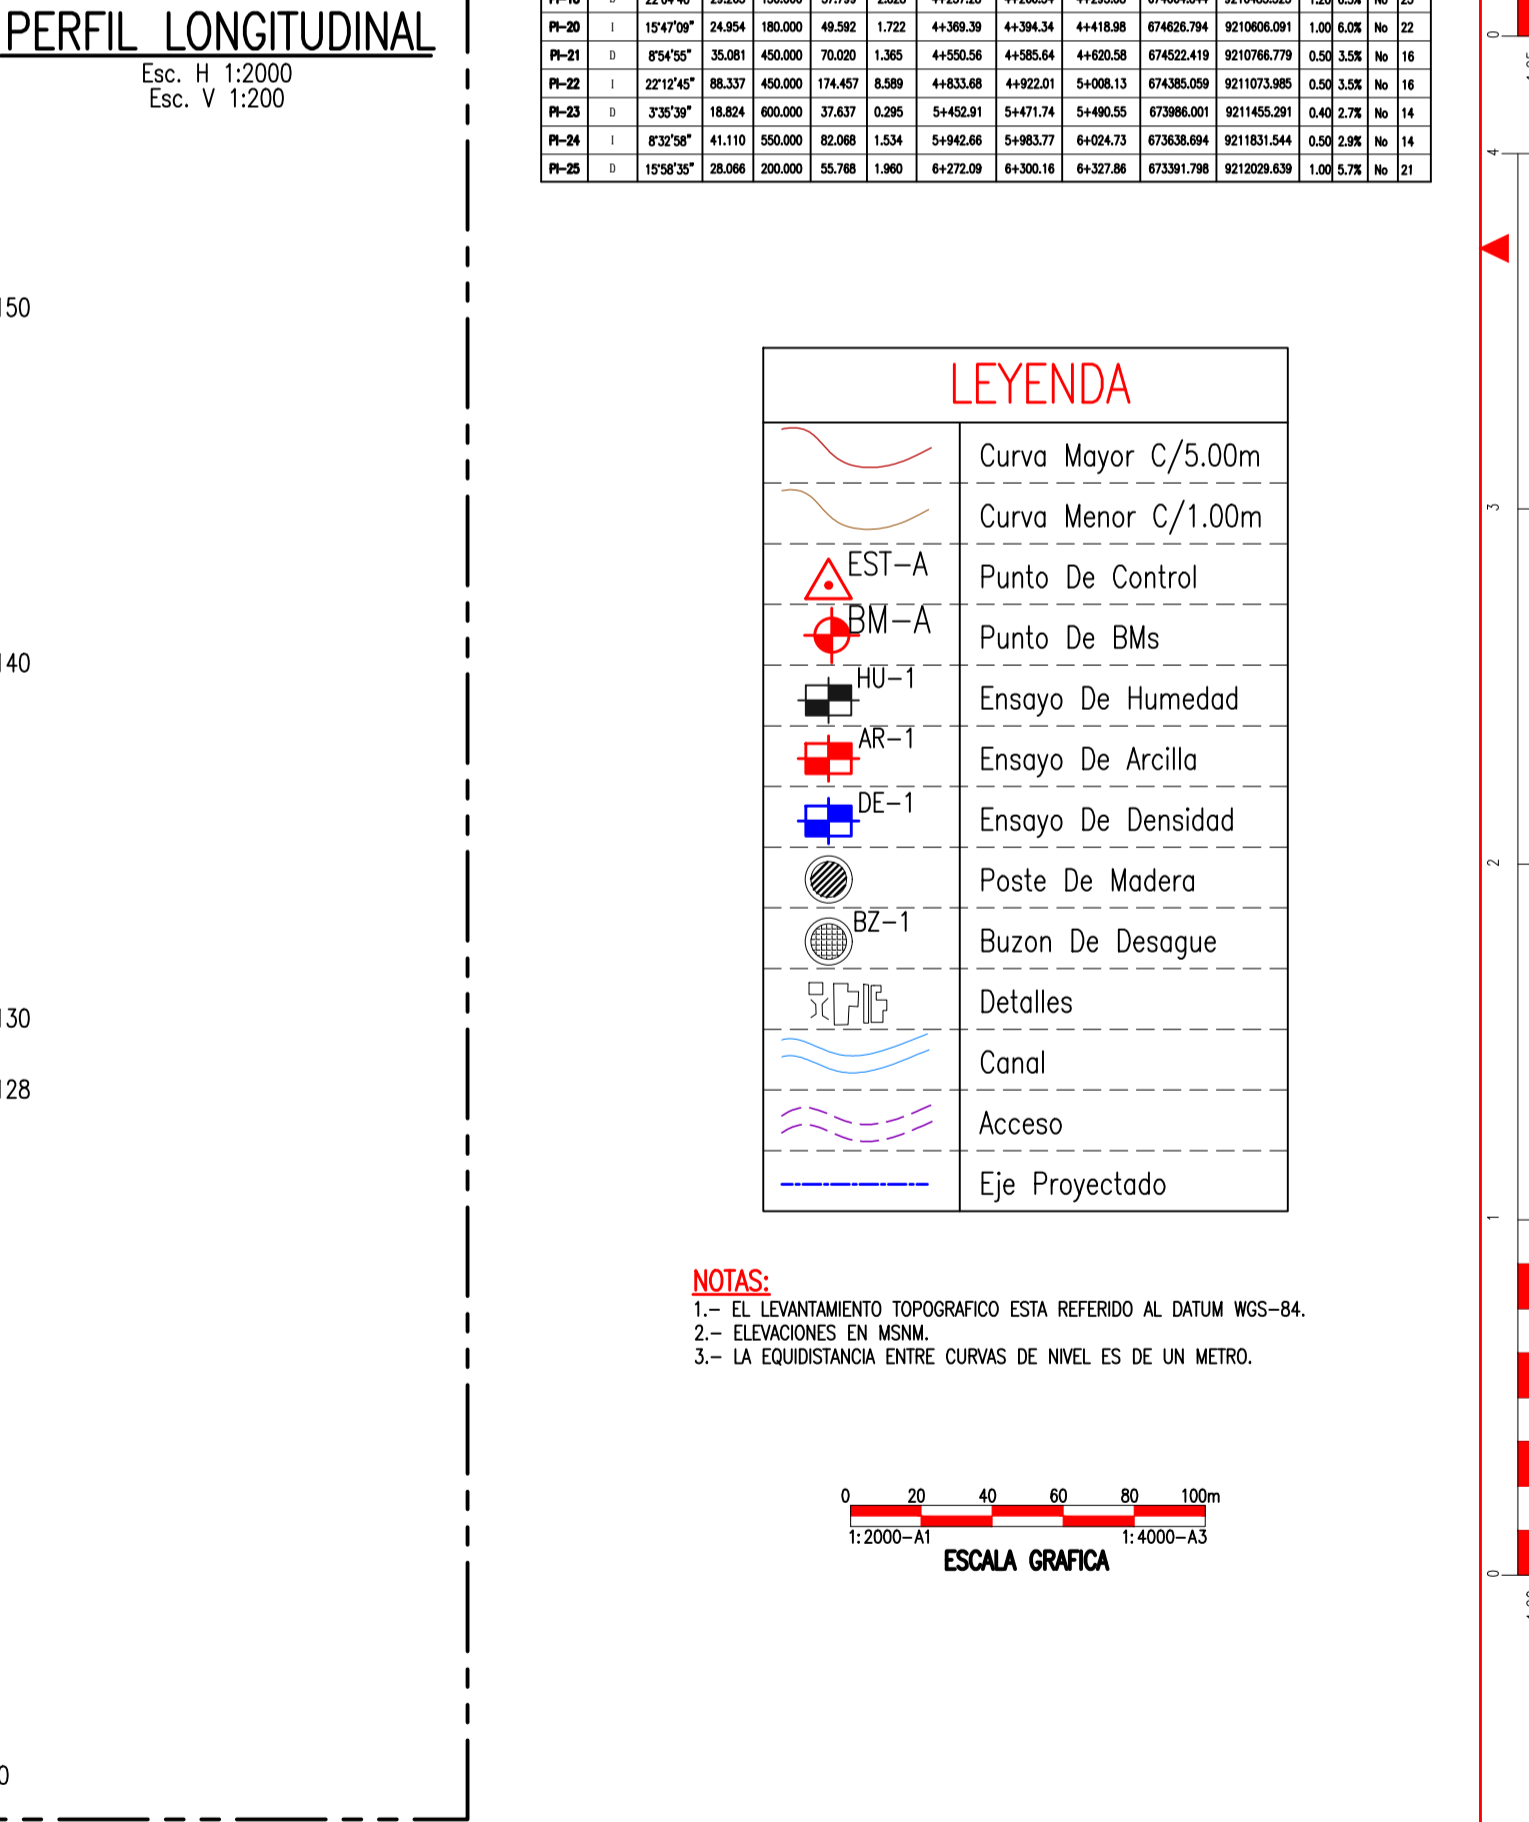 PERFIL LONGITUDINAL
Esc. H 1:2000
Esc. V 1:200
150
140
130
128
0
PI-20 I 15°47'09" 24.954 180.000 49.592 1.722 4+369.39 4+394.34 4+418.98 674626.794 9210606.091 1.00 6.0% No 22
PI-21 D 8°54'55" 35.081 450.000 70.020 1.365 4+550.56 4+585.64 4+620.58 674522.419 9210766.779 0.50 3.5% No 16
PI-22 I 22°12'45" 88.337 450.000 174.457 8.589 4+833.68 4+922.01 5+008.13 674385.059 9211073.985 0.50 3.5% No 16
PI-23 D 3°35'39" 18.824 600.000 37.637 0.295 5+452.91 5+471.74 5+490.55 673986.001 9211455.291 0.40 2.7% No 14
PI-24 I 8°32'58" 41.110 550.000 82.068 1.534 5+942.66 5+983.77 6+024.73 673638.694 9211831.544 0.50 2.9% No 14
PI-25 D 15°58'35" 28.066 200.000 55.768 1.960 6+272.09 6+300.16 6+327.86 673391.798 9212029.639 1.00 5.7% No 21
LEYENDA
Curva Mayor C/5.00m
Curva Menor C/1.00m
EST-A Punto De Control
BM-A Punto De BMs
HU-1 Ensayo De Humedad
AR-1 Ensayo De Arcilla
DE-1 Ensayo De Densidad
Poste De Madera
BZ-1 Buzon De Desague
Detalles
Canal
Acceso
Eje Proyectado
NOTAS:
1.- EL LEVANTAMIENTO TOPOGRAFICO ESTA REFERIDO AL DATUM WGS-84.
2.- ELEVACIONES EN MSNM.
3.- LA EQUIDISTANCIA ENTRE CURVAS DE NIVEL ES DE UN METRO.
0 20 40 60 80 100m
1:2000-A1 1:4000-A3
ESCALA GRAFICA
0
4
3
2
1
0